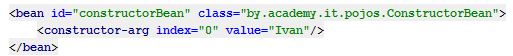 <bean id="constructorBean" class="by.academy.it.pojos.ConstructorBean">
    <constructor-arg index="0" value="Ivan"/>
</bean>